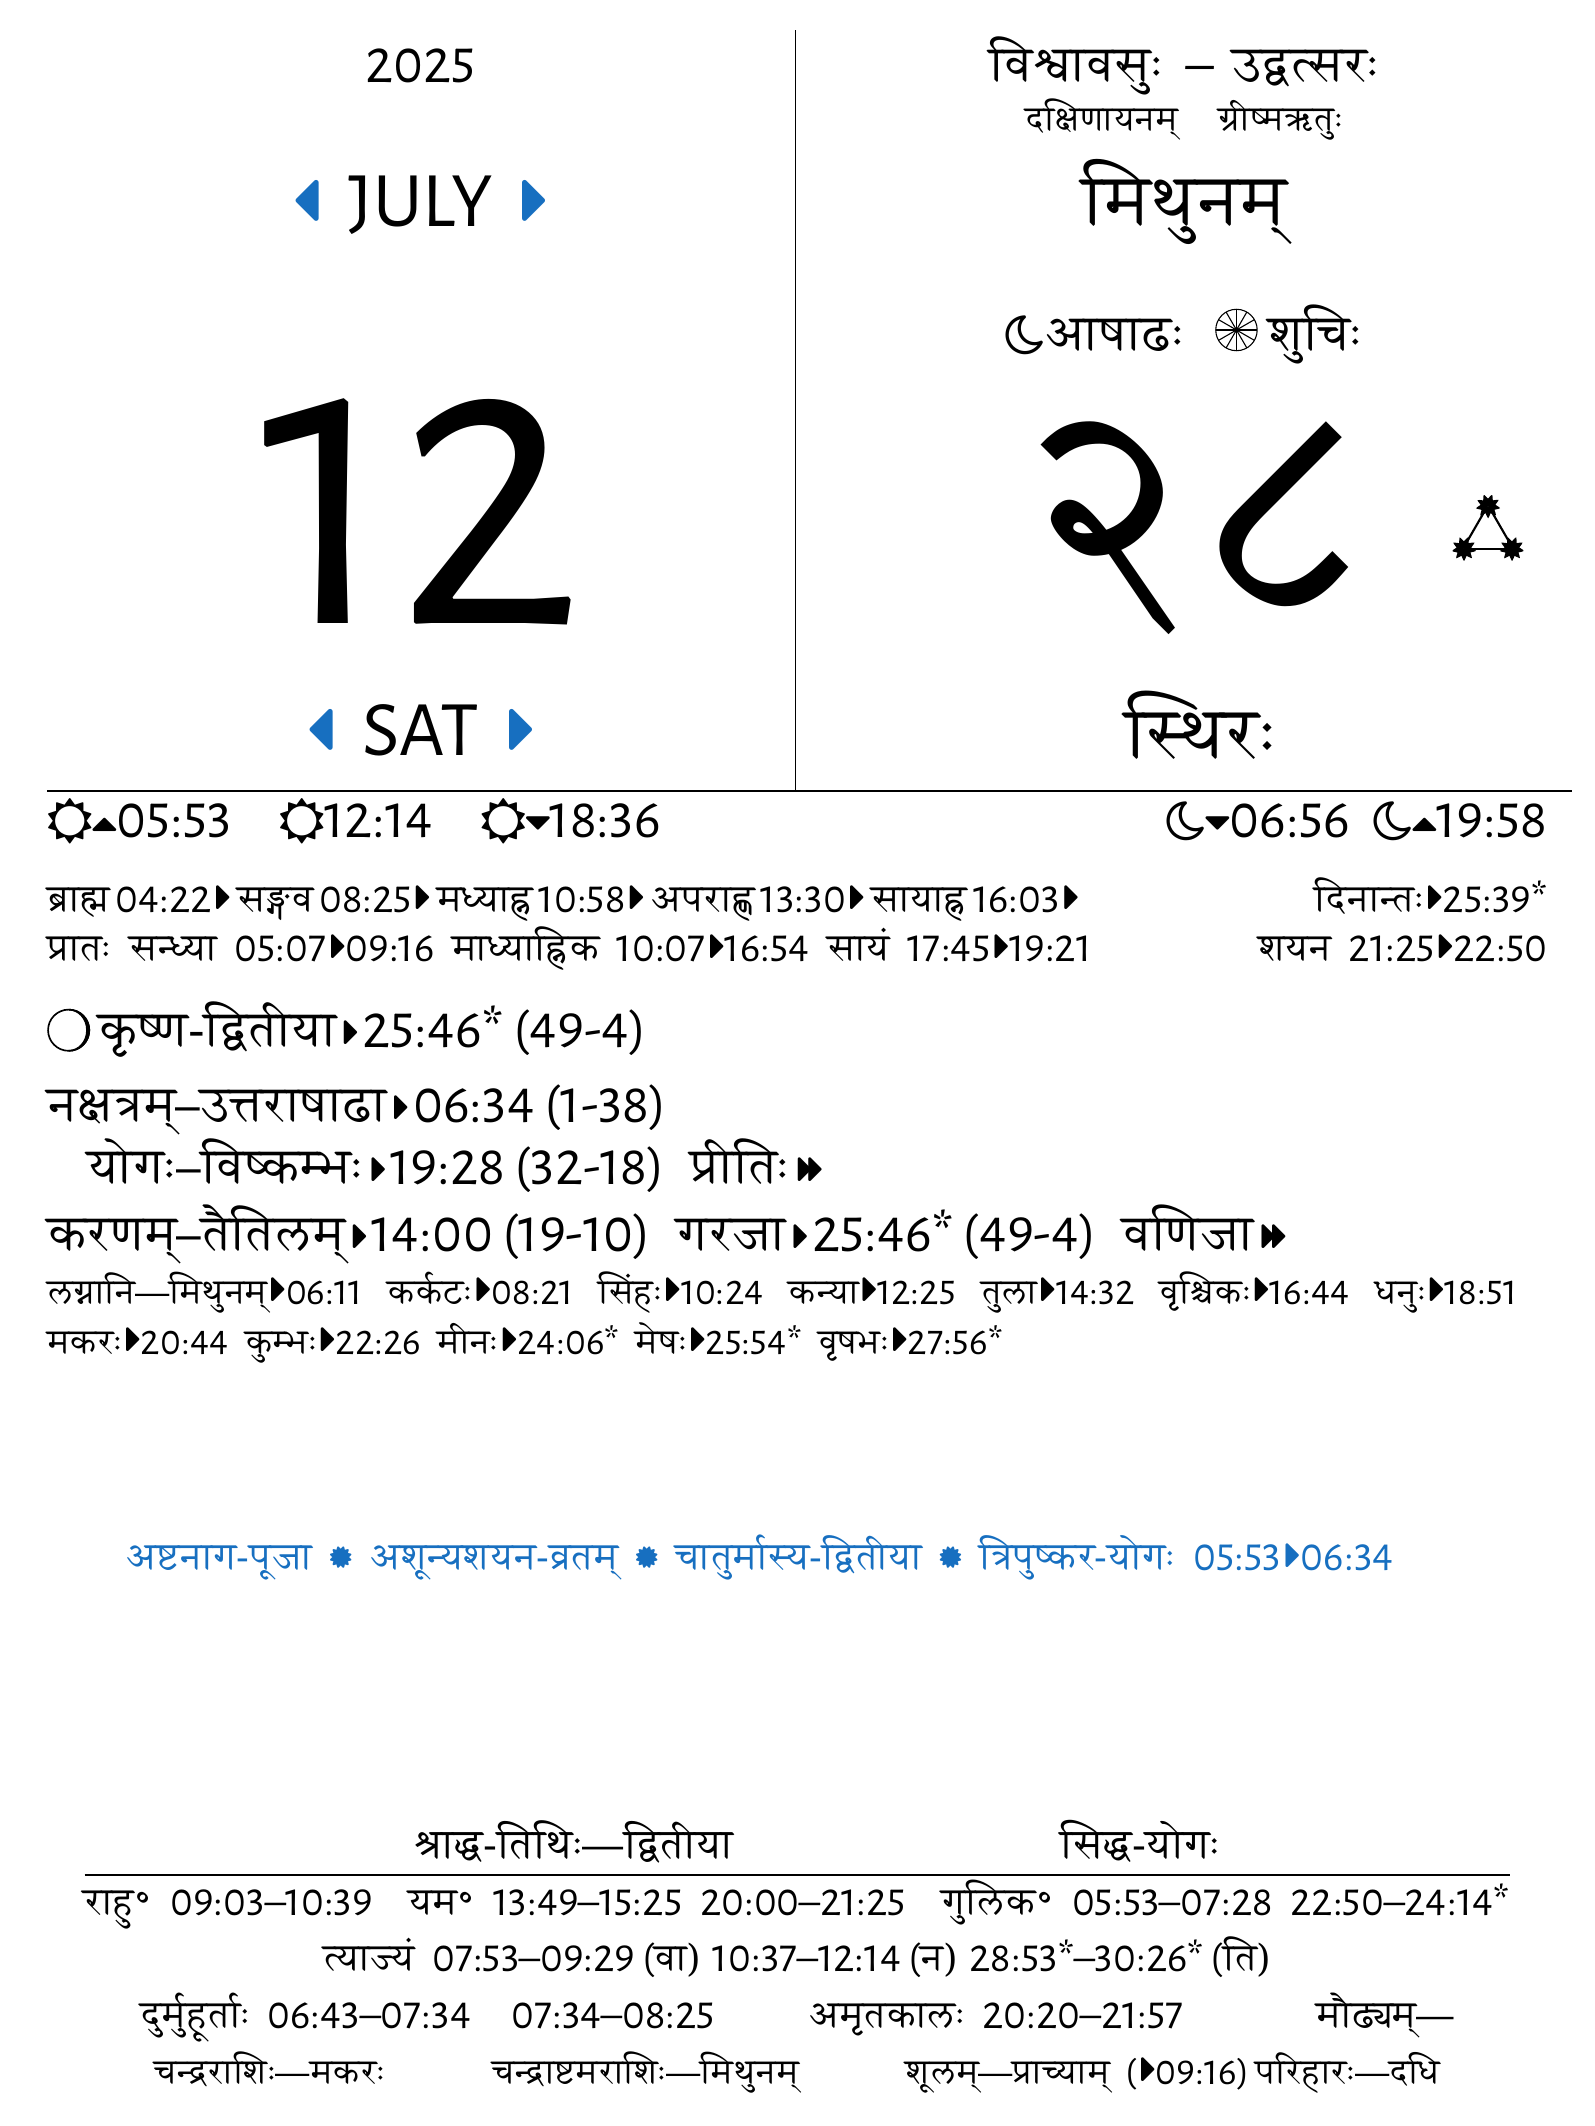 2025
JULY
12
SAT
विश्वावसुः – उद्वत्सरः
दक्षिणायनम् ग्रीष्मऋतुः
मिथुनम्
आषाढः शुचिः
२८
स्थिरः
05:53 12:14 18:36 06:56 19:58
ब्राह्म 04:22 सङ्गव 08:25 मध्याह्न 10:58 अपराह्ण 13:30 सायाह्न 16:03 दिनान्तः 25:39*
प्रातः सन्ध्या 05:07 09:16 माध्याह्निक 10:07 16:54 सायं 17:45 19:21 शयन 21:25 22:50
कृष्ण-द्वितीया 25:46* (49-4)
नक्षत्रम्–उत्तराषाढा 06:34 (1-38)
योगः–विष्कम्भः 19:28 (32-18) प्रीतिः
करणम्–तैतिलम् 14:00 (19-10) गरजा 25:46* (49-4) वणिजा
लग्नानि—मिथुनम् 06:11 कर्कटः 08:21 सिंहः 10:24 कन्या 12:25 तुला 14:32 वृश्चिकः 16:44 धनुः 18:51
मकरः 20:44 कुम्भः 22:26 मीनः 24:06* मेषः 25:54* वृषभः 27:56*
अष्टनाग-पूजा ✹ अशून्यशयन-व्रतम् ✹ चातुर्मास्य-द्वितीया ✹ त्रिपुष्कर-योगः 05:53 06:34
श्राद्ध-तिथिः—द्वितीया सिद्ध-योगः
राहु॰ 09:03–10:39 यम॰ 13:49–15:25 20:00–21:25 गुलिक॰ 05:53–07:28 22:50–24:14*
त्याज्यं 07:53–09:29 (वा) 10:37–12:14 (न) 28:53*–30:26* (ति)
दुर्मुहूर्ताः 06:43–07:34 07:34–08:25 अमृतकालः 20:20–21:57 मौढ्यम्—
चन्द्रराशिः—मकरः चन्द्राष्टमराशिः—मिथुनम् शूलम्—प्राच्याम् (09:16) परिहारः—दधि